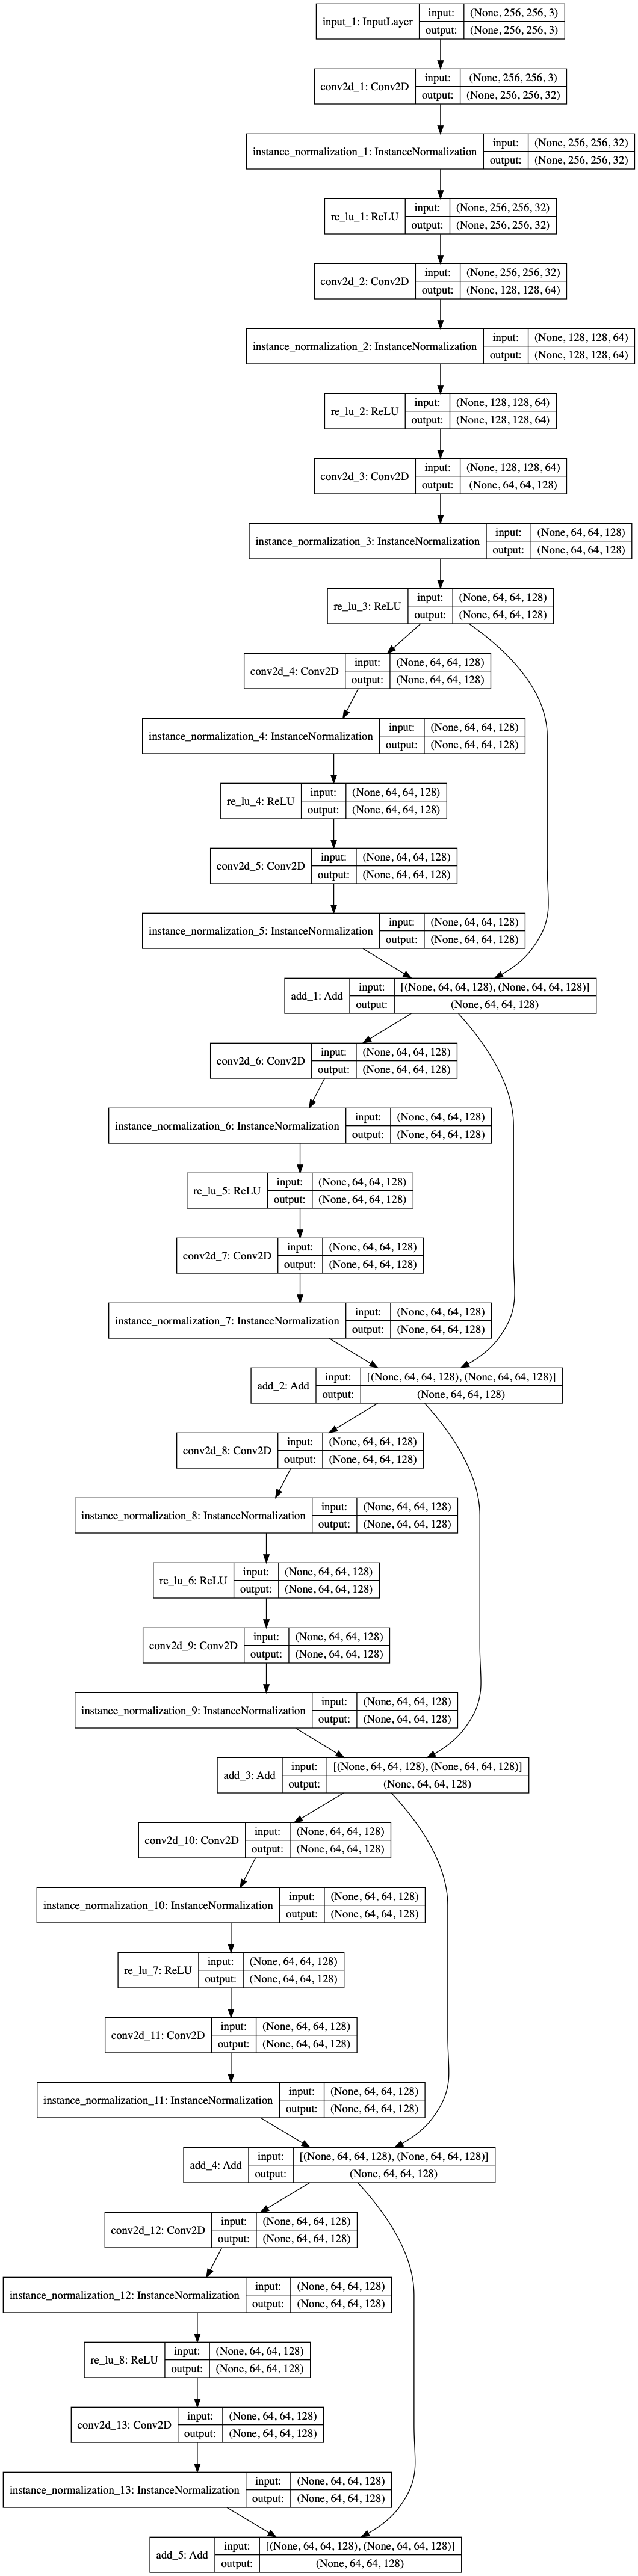 input_1: InputLayer
input: (None, 256, 256, 3)
output: (None, 256, 256, 3)
conv2d_1: Conv2D
input: (None, 256, 256, 3)
output: (None, 256, 256, 32)
instance_normalization_1: InstanceNormalization
input: (None, 256, 256, 32)
output: (None, 256, 256, 32)
re_lu_1: ReLU
input: (None, 256, 256, 32)
output: (None, 256, 256, 32)
conv2d_2: Conv2D
input: (None, 256, 256, 32)
output: (None, 128, 128, 64)
instance_normalization_2: InstanceNormalization
input: (None, 128, 128, 64)
output: (None, 128, 128, 64)
re_lu_2: ReLU
input: (None, 128, 128, 64)
output: (None, 128, 128, 64)
conv2d_3: Conv2D
input: (None, 128, 128, 64)
output: (None, 64, 64, 128)
instance_normalization_3: InstanceNormalization
input: (None, 64, 64, 128)
output: (None, 64, 64, 128)
re_lu_3: ReLU
input: (None, 64, 64, 128)
output: (None, 64, 64, 128)
conv2d_4: Conv2D
input: (None, 64, 64, 128)
output: (None, 64, 64, 128)
instance_normalization_4: InstanceNormalization
input: (None, 64, 64, 128)
output: (None, 64, 64, 128)
re_lu_4: ReLU
input: (None, 64, 64, 128)
output: (None, 64, 64, 128)
conv2d_5: Conv2D
input: (None, 64, 64, 128)
output: (None, 64, 64, 128)
instance_normalization_5: InstanceNormalization
input: (None, 64, 64, 128)
output: (None, 64, 64, 128)
add_1: Add
input: [(None, 64, 64, 128), (None, 64, 64, 128)]
output: (None, 64, 64, 128)
conv2d_6: Conv2D
input: (None, 64, 64, 128)
output: (None, 64, 64, 128)
instance_normalization_6: InstanceNormalization
input: (None, 64, 64, 128)
output: (None, 64, 64, 128)
re_lu_5: ReLU
input: (None, 64, 64, 128)
output: (None, 64, 64, 128)
conv2d_7: Conv2D
input: (None, 64, 64, 128)
output: (None, 64, 64, 128)
instance_normalization_7: InstanceNormalization
input: (None, 64, 64, 128)
output: (None, 64, 64, 128)
add_2: Add
input: [(None, 64, 64, 128), (None, 64, 64, 128)]
output: (None, 64, 64, 128)
conv2d_8: Conv2D
input: (None, 64, 64, 128)
output: (None, 64, 64, 128)
instance_normalization_8: InstanceNormalization
input: (None, 64, 64, 128)
output: (None, 64, 64, 128)
re_lu_6: ReLU
input: (None, 64, 64, 128)
output: (None, 64, 64, 128)
conv2d_9: Conv2D
input: (None, 64, 64, 128)
output: (None, 64, 64, 128)
instance_normalization_9: InstanceNormalization
input: (None, 64, 64, 128)
output: (None, 64, 64, 128)
add_3: Add
input: [(None, 64, 64, 128), (None, 64, 64, 128)]
output: (None, 64, 64, 128)
conv2d_10: Conv2D
input: (None, 64, 64, 128)
output: (None, 64, 64, 128)
instance_normalization_10: InstanceNormalization
input: (None, 64, 64, 128)
output: (None, 64, 64, 128)
re_lu_7: ReLU
input: (None, 64, 64, 128)
output: (None, 64, 64, 128)
conv2d_11: Conv2D
input: (None, 64, 64, 128)
output: (None, 64, 64, 128)
instance_normalization_11: InstanceNormalization
input: (None, 64, 64, 128)
output: (None, 64, 64, 128)
add_4: Add
input: [(None, 64, 64, 128), (None, 64, 64, 128)]
output: (None, 64, 64, 128)
conv2d_12: Conv2D
input: (None, 64, 64, 128)
output: (None, 64, 64, 128)
instance_normalization_12: InstanceNormalization
input: (None, 64, 64, 128)
output: (None, 64, 64, 128)
re_lu_8: ReLU
input: (None, 64, 64, 128)
output: (None, 64, 64, 128)
conv2d_13: Conv2D
input: (None, 64, 64, 128)
output: (None, 64, 64, 128)
instance_normalization_13: InstanceNormalization
input: (None, 64, 64, 128)
output: (None, 64, 64, 128)
add_5: Add
input: [(None, 64, 64, 128), (None, 64, 64, 128)]
output: (None, 64, 64, 128)